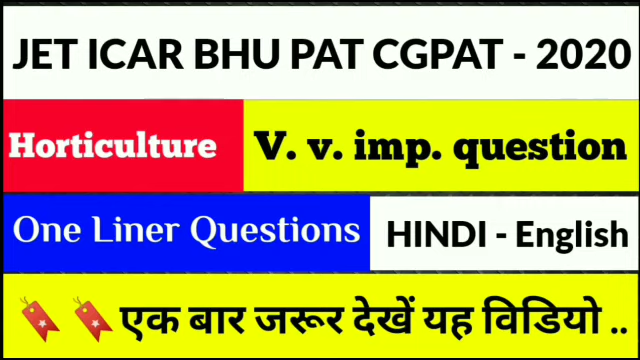 JET ICAR BHU PAT CGPAT - 2020
Horticulture V. v. imp. question
One Liner Questions HINDI - English
एक बार जरूर देखें यह विडियो ..